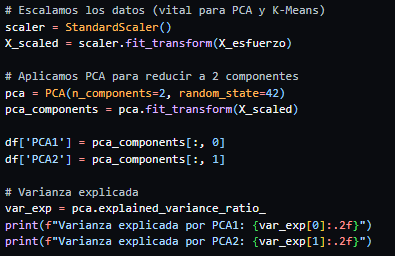 # Escalamos los datos (vital para PCA y K-Means)
scaler = StandardScaler()
X_scaled = scaler.fit_transform(X_esfuerzo)
# Aplicamos PCA para reducir a 2 componentes
pca = PCA(n_components=2, random_state=42)
pca_components = pca.fit_transform(X_scaled)
df['PCA1'] = pca_components[:, 0]
df['PCA2'] = pca_components[:, 1]
# Varianza explicada
var_exp = pca.explained_variance_ratio_
print(f"Varianza explicada por PCA1: {var_exp[0]:.2f}")
print(f"Varianza explicada por PCA2: {var_exp[1]:.2f}")